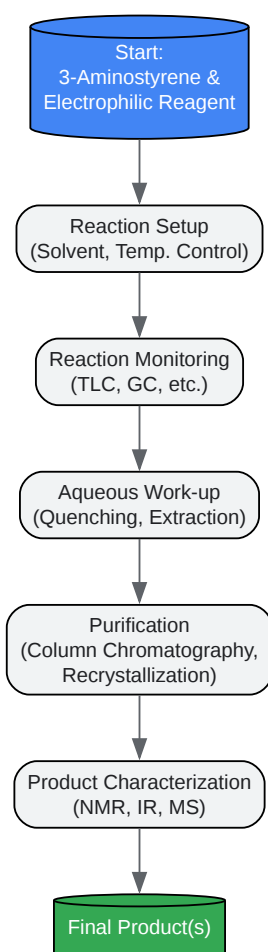 Start:
3-Aminostyrene &
Electrophilic Reagent
Reaction Setup
(Solvent, Temp. Control)
Reaction Monitoring
(TLC, GC, etc.)
Aqueous Work-up
(Quenching, Extraction)
Purification
(Column Chromatography,
Recrystallization)
Product Characterization
(NMR, IR, MS)
Final Product(s)